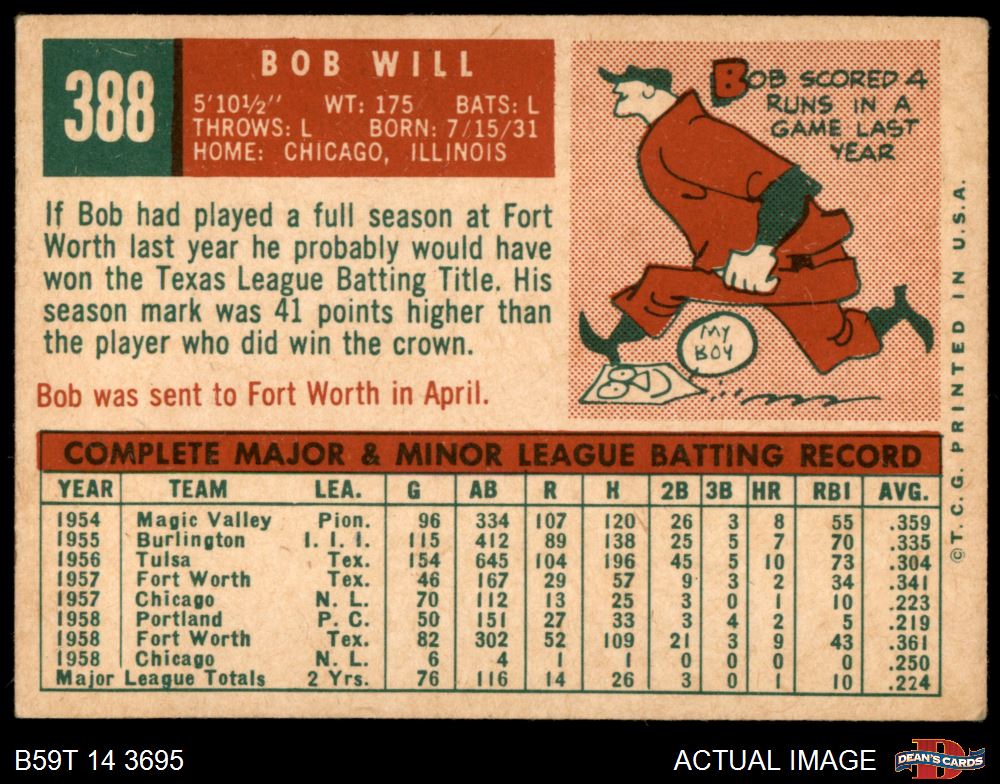 388
BOB WILL
5'10½" WT: 175 BATS: L
THROWS: L BORN: 7/15/31
HOME: CHICAGO, ILLINOIS
BOB SCORED 4
RUNS IN A
GAME LAST
YEAR
MY
BOY
If Bob had played a full season at Fort
Worth last year he probably would have
won the Texas League Batting Title. His
season mark was 41 points higher than
the player who did win the crown.
Bob was sent to Fort Worth in April.
COMPLETE MAJOR & MINOR LEAGUE BATTING RECORD
YEAR TEAM LEA. G AB R H 2B 3B HR RBI AVG.
1954 Magic Valley Pion. 96 334 107 120 26 3 8 55 .359
1955 Burlington I. I. I. 115 412 89 138 25 5 7 70 .335
1956 Tulsa Tex. 154 645 104 196 45 5 10 73 .304
1957 Fort Worth Tex. 46 167 29 57 9 3 2 34 .341
1957 Chicago N. L. 70 112 13 25 3 0 1 10 .223
1958 Portland P. C. 50 151 27 33 3 4 2 5 .219
1958 Fort Worth Tex. 82 302 52 109 21 3 9 43 .361
1958 Chicago N. L. 6 4 1 1 0 0 0 0 .250
Major League Totals 2 Yrs. 76 116 14 26 3 0 1 10 .224
©T. C. G. PRINTED IN U.S.A.
B59T 14 3695
ACTUAL IMAGE
DEAN'S CARDS